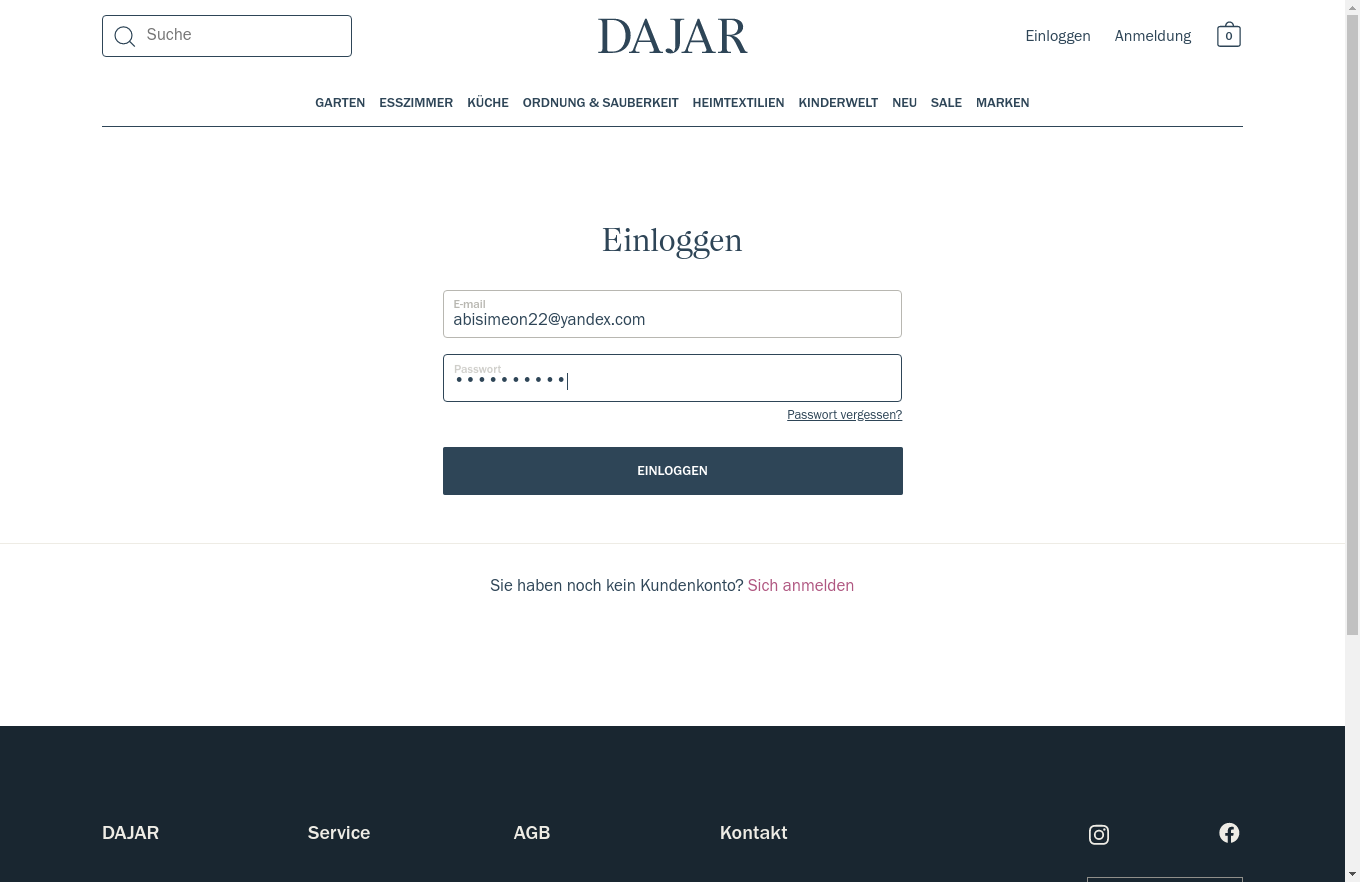 Suche
DAJAR
Einloggen
Anmeldung
0
GARTEN
ESSZIMMER
KÜCHE
ORDNUNG & SAUBERKEIT
HEIMTEXTILIEN
KINDERWELT
NEU
SALE
MARKEN
Einloggen
E-mail
abisimeon22@yandex.com
Passwort
••••••••••
Passwort vergessen?
EINLOGGEN
Sie haben noch kein Kundenkonto? Sich anmelden
DAJAR
Service
AGB
Kontakt